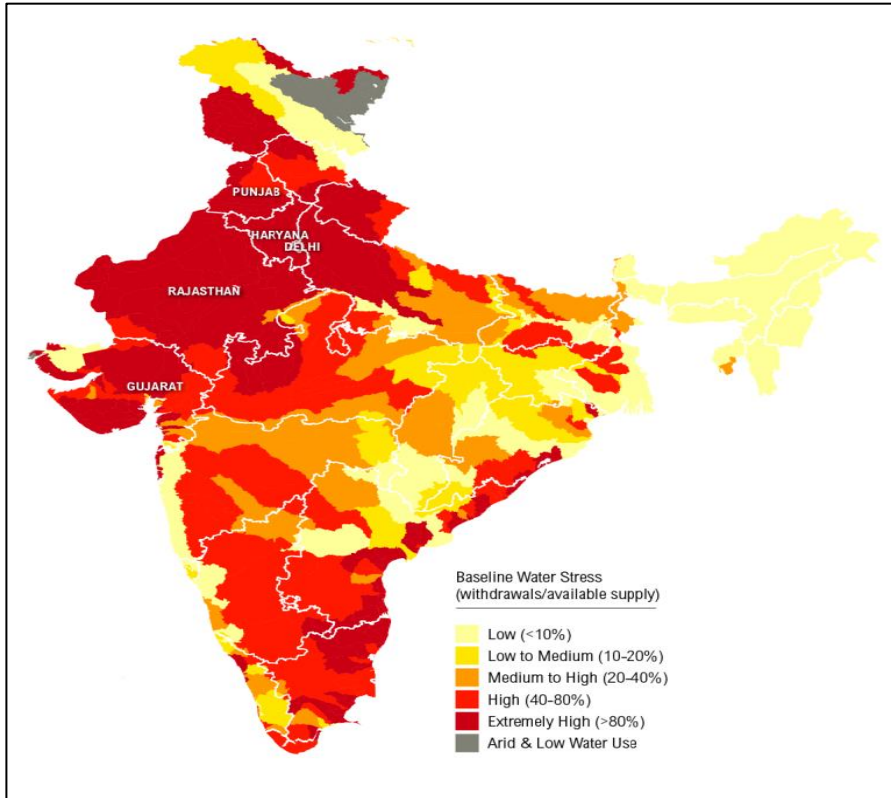 PUNJAB
HARYANA
DELHI
RAJASTHAÑ
GUJARAT
Baseline Water Stress
(withdrawals/available supply)
Low (<10%)
Low to Medium (10-20%)
Medium to High (20-40%)
High (40-80%)
Extremely High (>80%)
Arid & Low Water Use